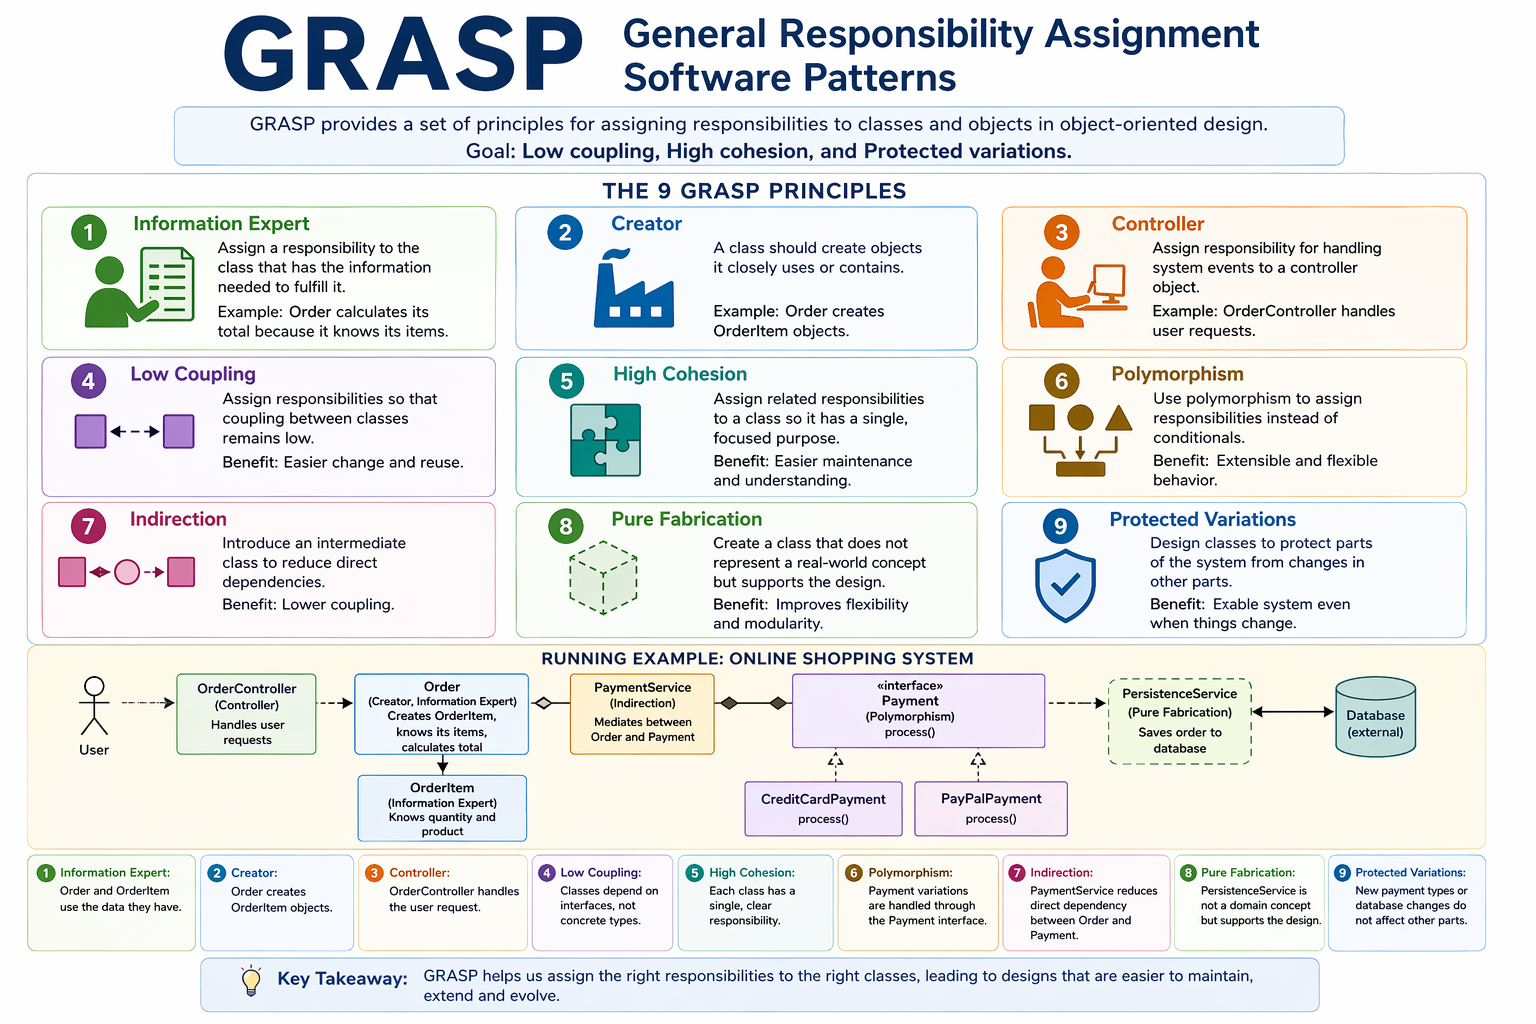 GRASP
General Responsibility Assignment
Software Patterns
GRASP provides a set of principles for assigning responsibilities to classes and objects in object-oriented design.
Goal: Low coupling, High cohesion, and Protected variations.
THE 9 GRASP PRINCIPLES
1 Information Expert
Assign a responsibility to the
class that has the information
needed to fulfill it.
Example: Order calculates its
total because it knows its items.
2 Creator
A class should create objects
it closely uses or contains.
Example: Order creates
OrderItem objects.
3 Controller
Assign responsibility for handling
system events to a controller
object.
Example: OrderController handles
user requests.
4 Low Coupling
Assign responsibilities so that
coupling between classes
remains low.
Benefit: Easier change and reuse.
5 High Cohesion
Assign related responsibilities
to a class so it has a single,
focused purpose.
Benefit: Easier maintenance
and understanding.
6 Polymorphism
Use polymorphism to assign
responsibilities instead of
conditionals.
Benefit: Extensible and flexible
behavior.
7 Indirection
Introduce an intermediate
class to reduce direct
dependencies.
Benefit: Lower coupling.
8 Pure Fabrication
Create a class that does not
represent a real-world concept
but supports the design.
Benefit: Improves flexibility
and modularity.
9 Protected Variations
Design classes to protect parts
of the system from changes in
other parts.
Benefit: Exable system even
when things change.
RUNNING EXAMPLE: ONLINE SHOPPING SYSTEM
User
OrderController
(Controller)
Handles user
requests
Order
(Creator, Information Expert)
Creates OrderItem,
knows its items,
calculates total
OrderItem
(Information Expert)
Knows quantity and
product
PaymentService
(Indirection)
Mediates between
Order and Payment
«interface»
Payment
(Polymorphism)
process()
CreditCardPayment
process()
PayPalPayment
process()
PersistenceService
(Pure Fabrication)
Saves order to
database
Database
(external)
1 Information Expert:
Order and OrderItem
use the data they have.
2 Creator:
Order creates
OrderItem objects.
3 Controller:
OrderController handles
the user request.
4 Low Coupling:
Classes depend on
interfaces, not
concrete types.
5 High Cohesion:
Each class has a
single, clear
responsibility.
6 Polymorphism:
Payment variations
are handled through
the Payment interface.
7 Indirection:
PaymentService reduces
direct dependency
between Order and
Payment.
8 Pure Fabrication:
PersistenceService is
not a domain concept
but supports the design.
9 Protected Variations:
New payment types or
database changes do
not affect other parts.
Key Takeaway:
GRASP helps us assign the right responsibilities to the right classes, leading to designs that are easier to maintain,
extend and evolve.